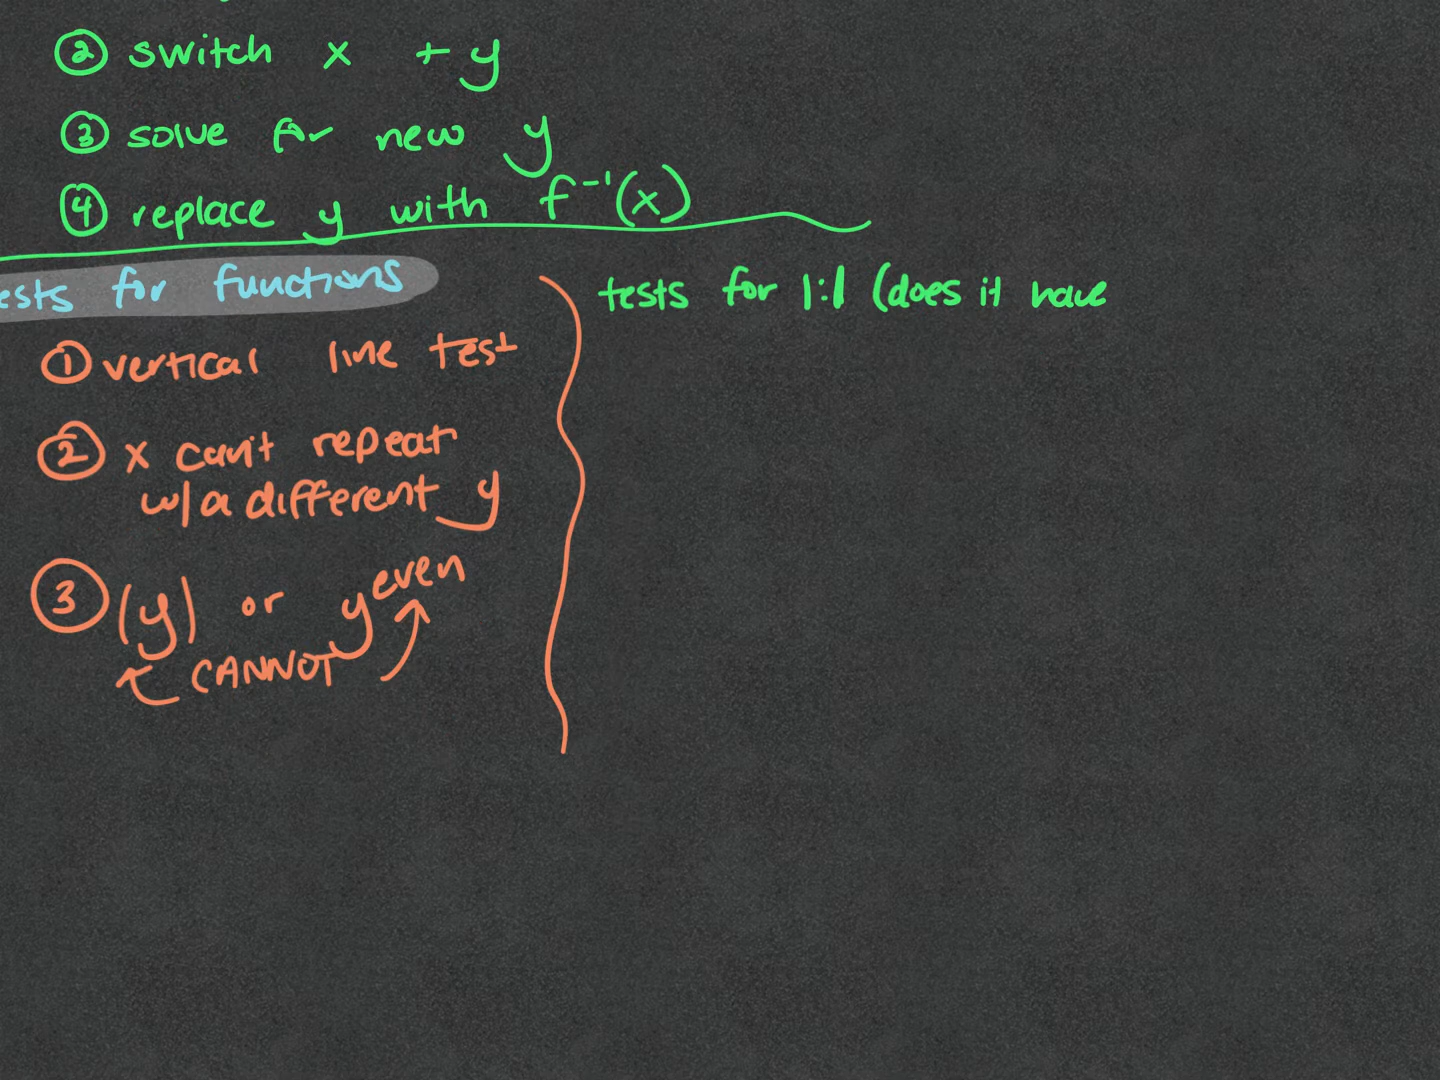 ② switch x + y
③ solve for new y
④ replace y with f⁻¹(x)
ests for functions
① vertical line test
② x can't repeat
w/ a different y
③ |y| or y^even
CANNOT
tests for 1:1 (does it have